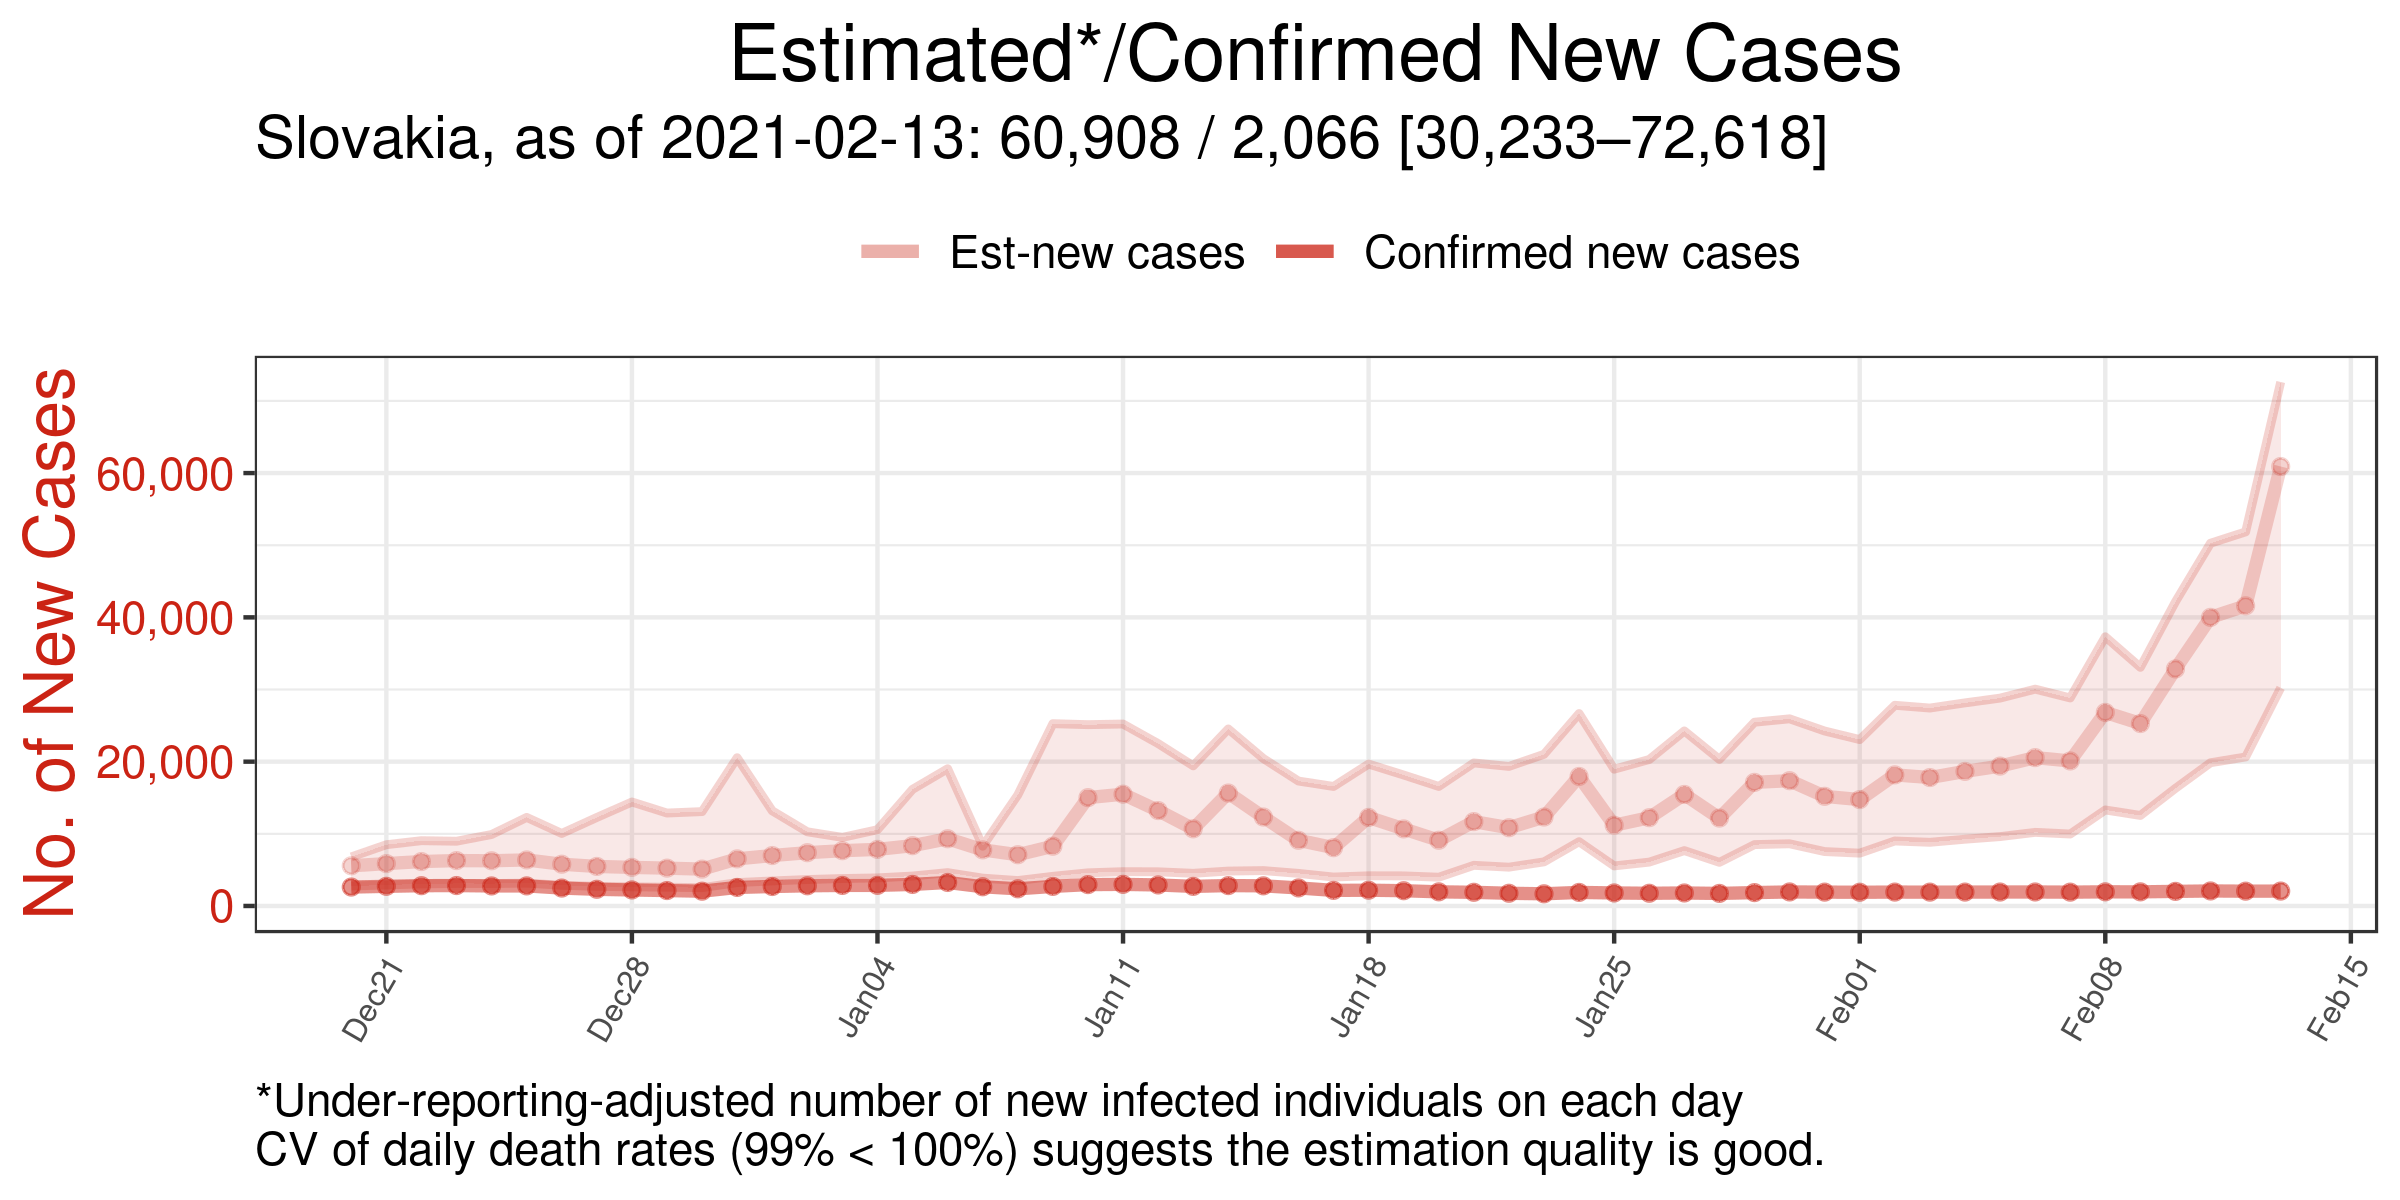 Estimated*/Confirmed New Cases
Slovakia, as of 2021-02-13: 60,908 / 2,066 [30,233–72,618]
Est-new cases
Confirmed new cases
No. of New Cases
60,000
40,000
20,000
0
Dec21
Dec28
Jan04
Jan11
Jan18
Jan25
Feb01
Feb08
Feb15
*Under-reporting-adjusted number of new infected individuals on each day
CV of daily death rates (99% < 100%) suggests the estimation quality is good.